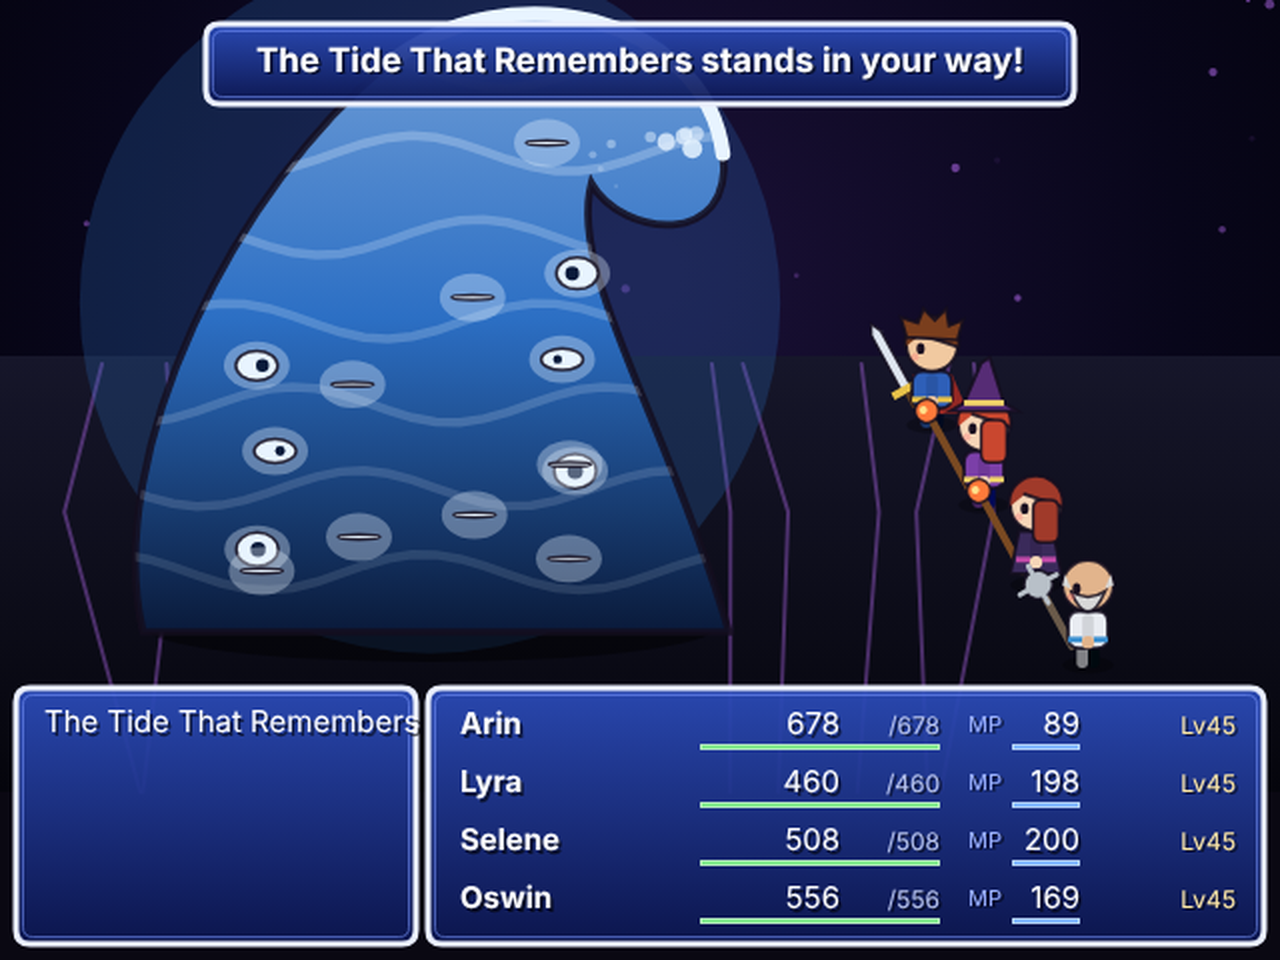 The Tide That Remembers stands in your way!
The Tide That Remembers
Arin 678 /678 MP 89 Lv45
Lyra 460 /460 MP 198 Lv45
Selene 508 /508 MP 200 Lv45
Oswin 556 /556 MP 169 Lv45